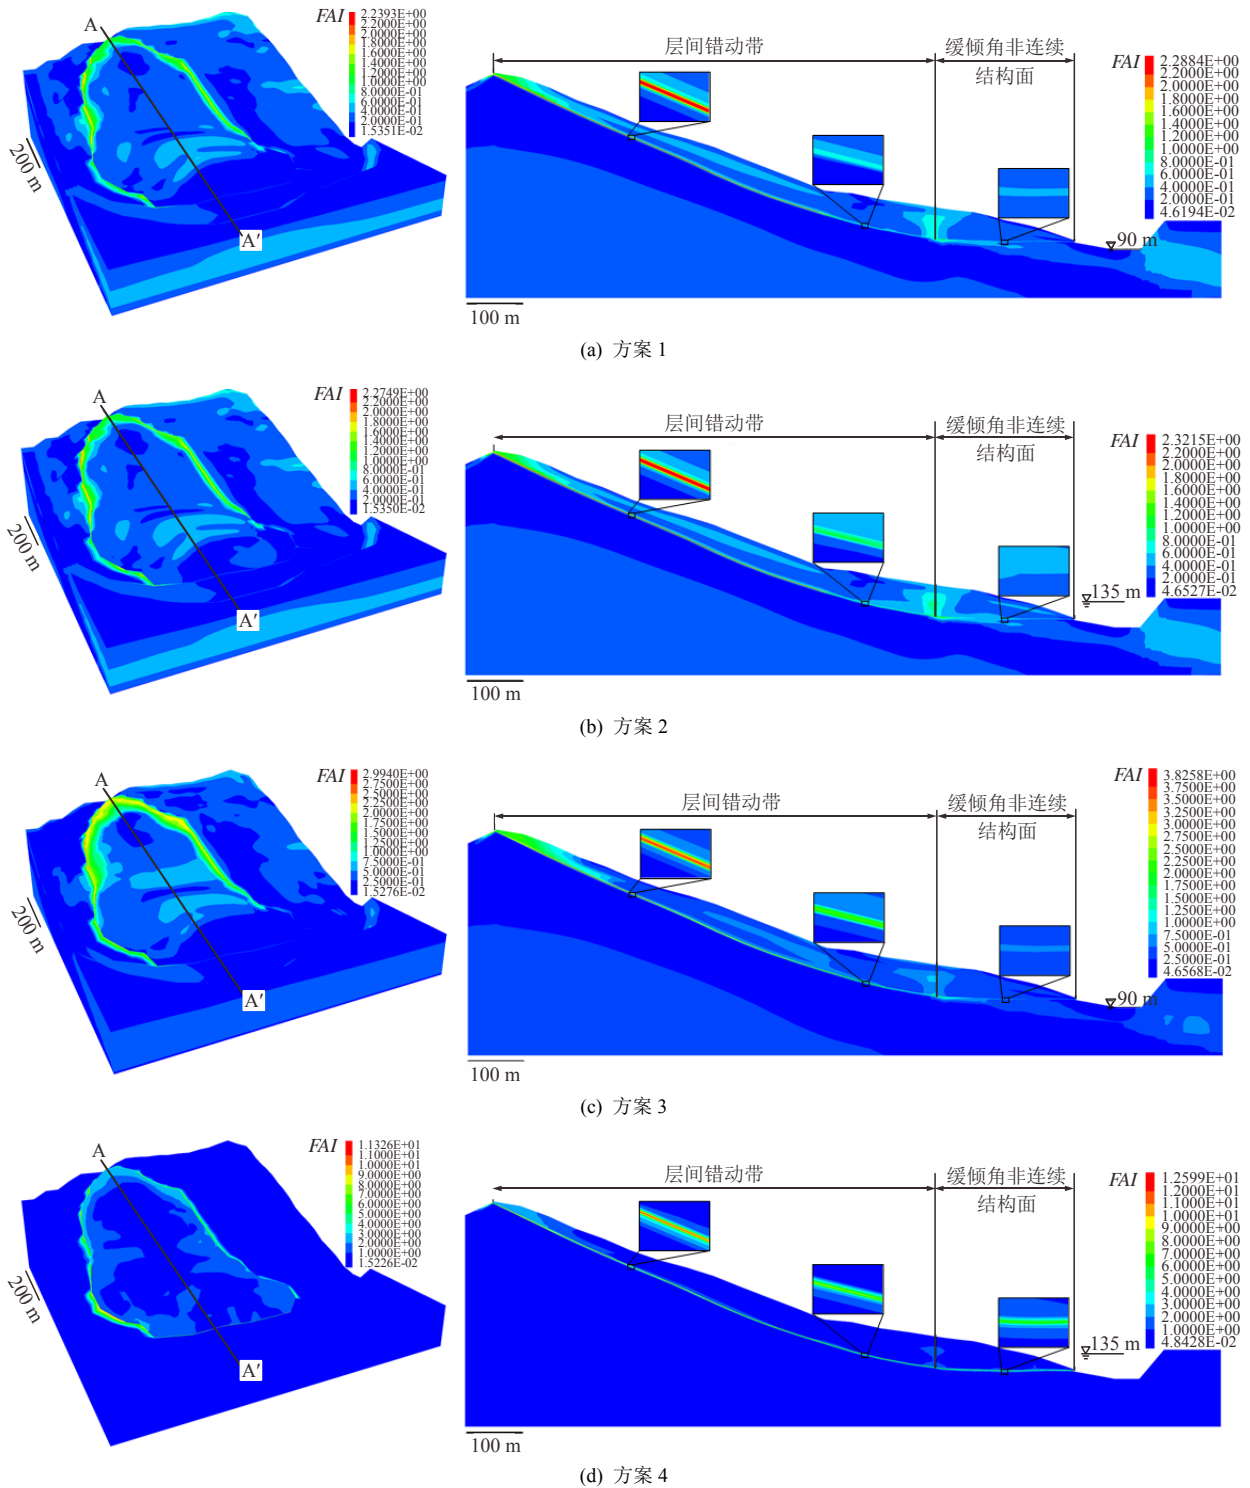 A
FAI
2.2393E+00
2.2000E+00
2.0000E+00
1.8000E+00
1.6000E+00
1.4000E+00
1.2000E+00
1.0000E+00
8.0000E-01
6.0000E-01
4.0000E-01
2.0000E-01
1.5351E-02
200 m
A′
层间错动带
缓倾角非连续
结构面
FAI
2.2884E+00
2.2000E+00
2.0000E+00
1.8000E+00
1.6000E+00
1.4000E+00
1.2000E+00
1.0000E+00
8.0000E-01
6.0000E-01
4.0000E-01
2.0000E-01
4.6194E-02
90 m
100 m
(a) 方案 1
A
FAI
2.2749E+00
2.2000E+00
2.0000E+00
1.8000E+00
1.6000E+00
1.4000E+00
1.2000E+00
1.0000E+00
8.0000E-01
6.0000E-01
4.0000E-01
2.0000E-01
1.5350E-02
200 m
A′
层间错动带
缓倾角非连续
结构面
FAI
2.3215E+00
2.2000E+00
2.0000E+00
1.8000E+00
1.6000E+00
1.4000E+00
1.2000E+00
1.0000E+00
8.0000E-01
6.0000E-01
4.0000E-01
2.0000E-01
4.6527E-02
135 m
100 m
(b) 方案 2
A
FAI
2.9940E+00
2.7500E+00
2.5000E+00
2.2500E+00
2.0000E+00
1.7500E+00
1.5000E+00
1.2500E+00
1.0000E+00
7.5000E-01
5.0000E-01
2.5000E-01
1.5276E-02
200 m
A′
层间错动带
缓倾角非连续
结构面
FAI
3.8258E+00
3.7500E+00
3.5000E+00
3.2500E+00
3.0000E+00
2.7500E+00
2.5000E+00
2.2500E+00
2.0000E+00
1.7500E+00
1.5000E+00
1.2500E+00
1.0000E+00
7.5000E-01
5.0000E-01
2.5000E-01
4.6568E-02
90 m
100 m
(c) 方案 3
A
FAI
1.1326E+01
1.1000E+01
1.0000E+01
9.0000E+00
8.0000E+00
7.0000E+00
6.0000E+00
5.0000E+00
4.0000E+00
3.0000E+00
2.0000E+00
1.0000E+00
1.5226E-02
200 m
A′
层间错动带
缓倾角非连续
结构面
FAI
1.2599E+01
1.2000E+01
1.1000E+01
1.0000E+01
9.0000E+00
8.0000E+00
7.0000E+00
6.0000E+00
5.0000E+00
4.0000E+00
3.0000E+00
2.0000E+00
1.0000E+00
4.8428E-02
135 m
100 m
(d) 方案 4